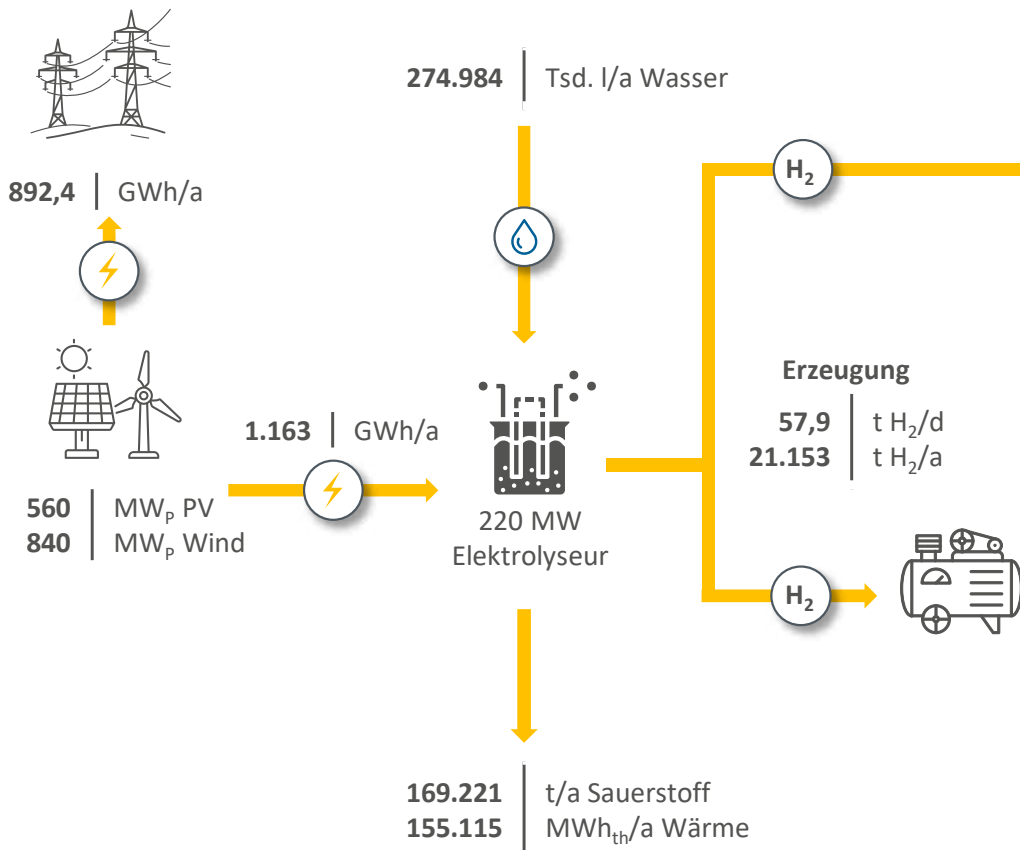 274.984 Tsd. l/a Wasser
H₂
892,4 GWh/a
Erzeugung
57,9 t H₂/d
21.153 t H₂/a
1.163 GWh/a
560 MWₚ PV
840 MWₚ Wind
220 MW
Elektrolyseur
H₂
169.221 t/a Sauerstoff
155.115 MWhₜₕ/a Wärme